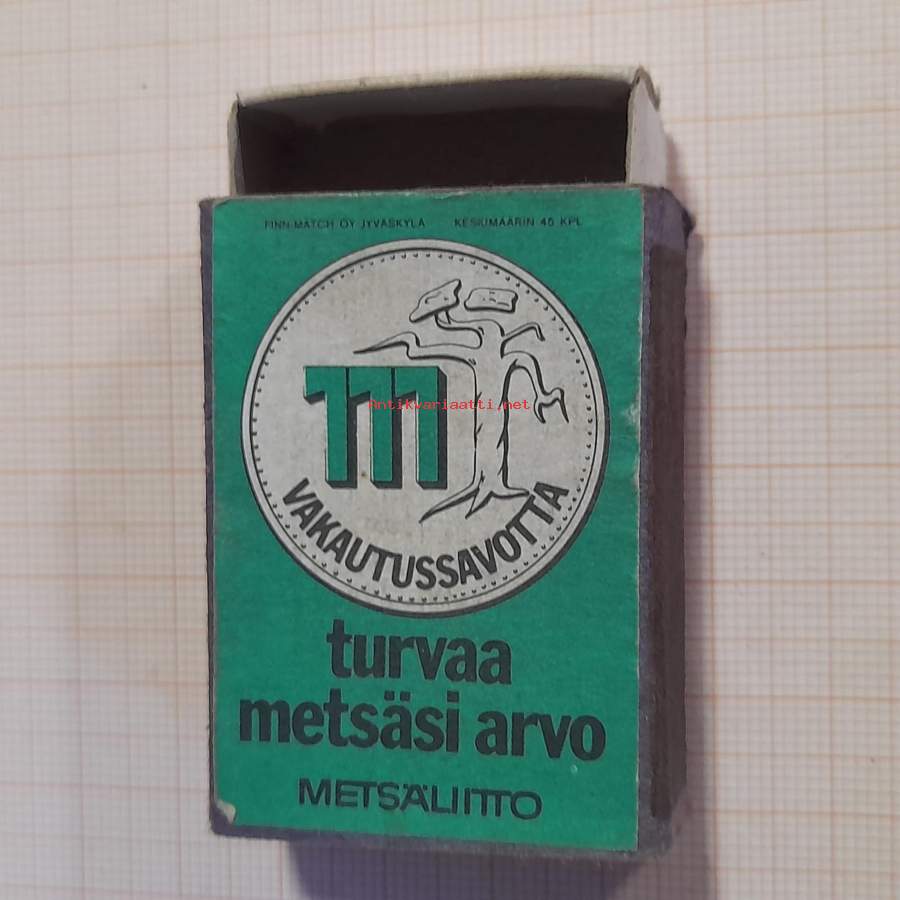 FINN-MATCH OY JYVÄSKYLÄ KESKIMÄÄRIN 45 KPL
111
Antikvariaatti.net
VAKAUTUSSAVOTTA
turvaa
metsäsi arvo
METSÄLIITTO